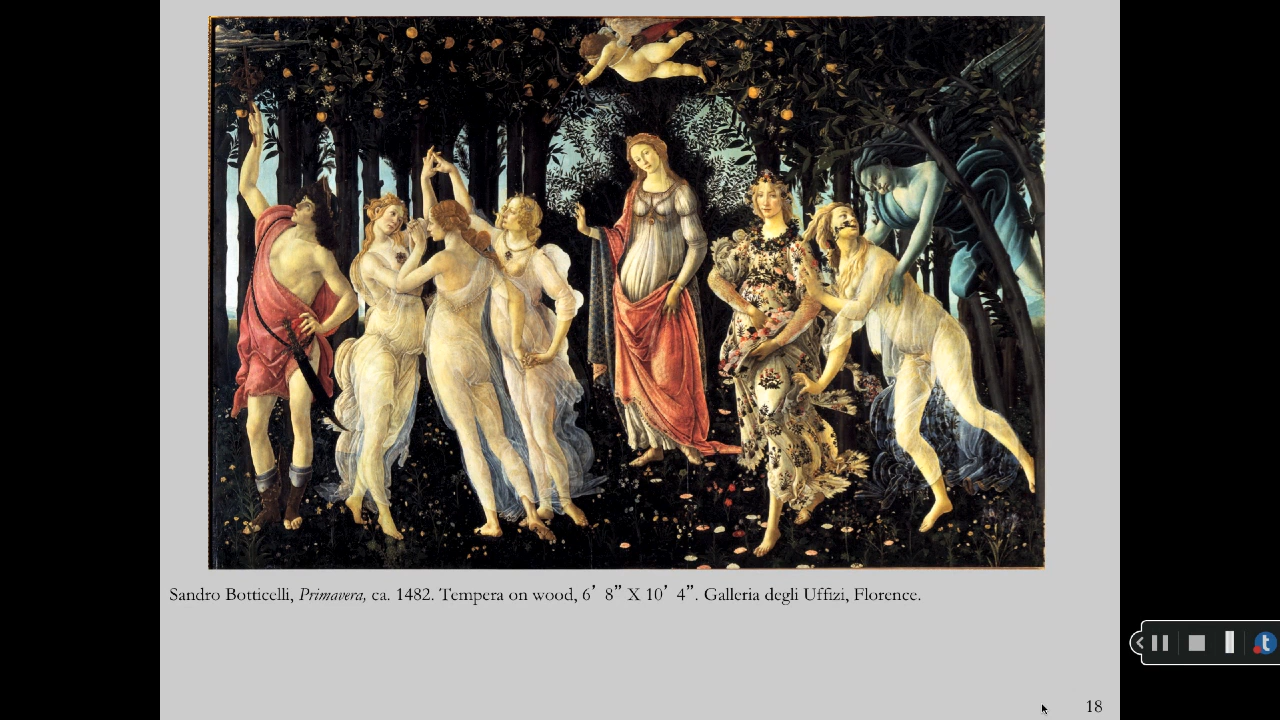 Sandro Botticelli, Primavera, ca. 1482. Tempera on wood, 6’ 8” X 10’ 4”. Galleria degli Uffizi, Florence.
t
18